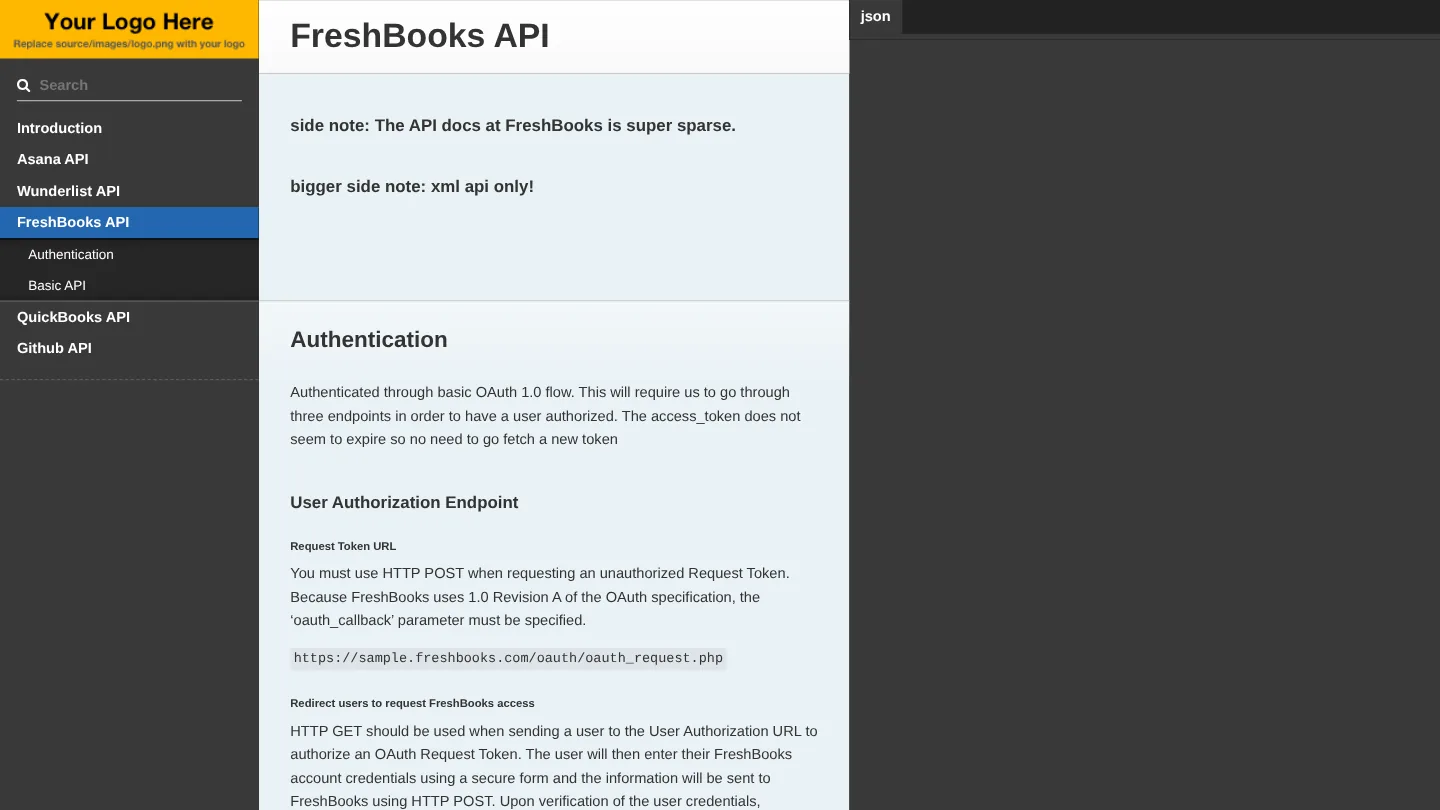 Your Logo Here
Replace source/images/logo.png with your logo
Search
Introduction
Asana API
Wunderlist API
FreshBooks API
Authentication
Basic API
QuickBooks API
Github API
FreshBooks API
side note: The API docs at FreshBooks is super sparse.
bigger side note: xml api only!
Authentication
Authenticated through basic OAuth 1.0 flow. This will require us to go through
three endpoints in order to have a user authorized. The access_token does not
seem to expire so no need to go fetch a new token
User Authorization Endpoint
Request Token URL
You must use HTTP POST when requesting an unauthorized Request Token.
Because FreshBooks uses 1.0 Revision A of the OAuth specification, the
‘oauth_callback’ parameter must be specified.
https://sample.freshbooks.com/oauth/oauth_request.php
Redirect users to request FreshBooks access
HTTP GET should be used when sending a user to the User Authorization URL to
authorize an OAuth Request Token. The user will then enter their FreshBooks
account credentials using a secure form and the information will be sent to
FreshBooks using HTTP POST. Upon verification of the user credentials,
json